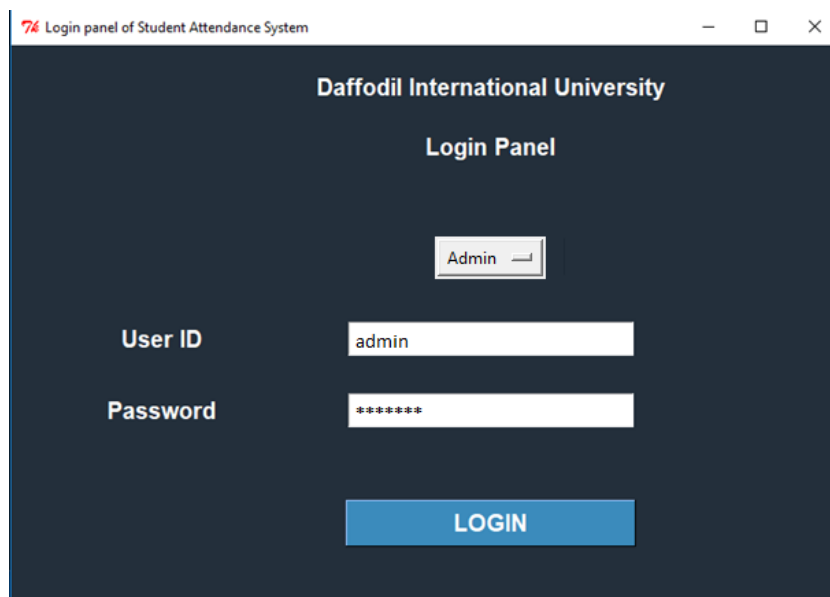 Login panel of Student Attendance System
Daffodil International University
Login Panel
Admin
User ID
admin
Password
*******
LOGIN